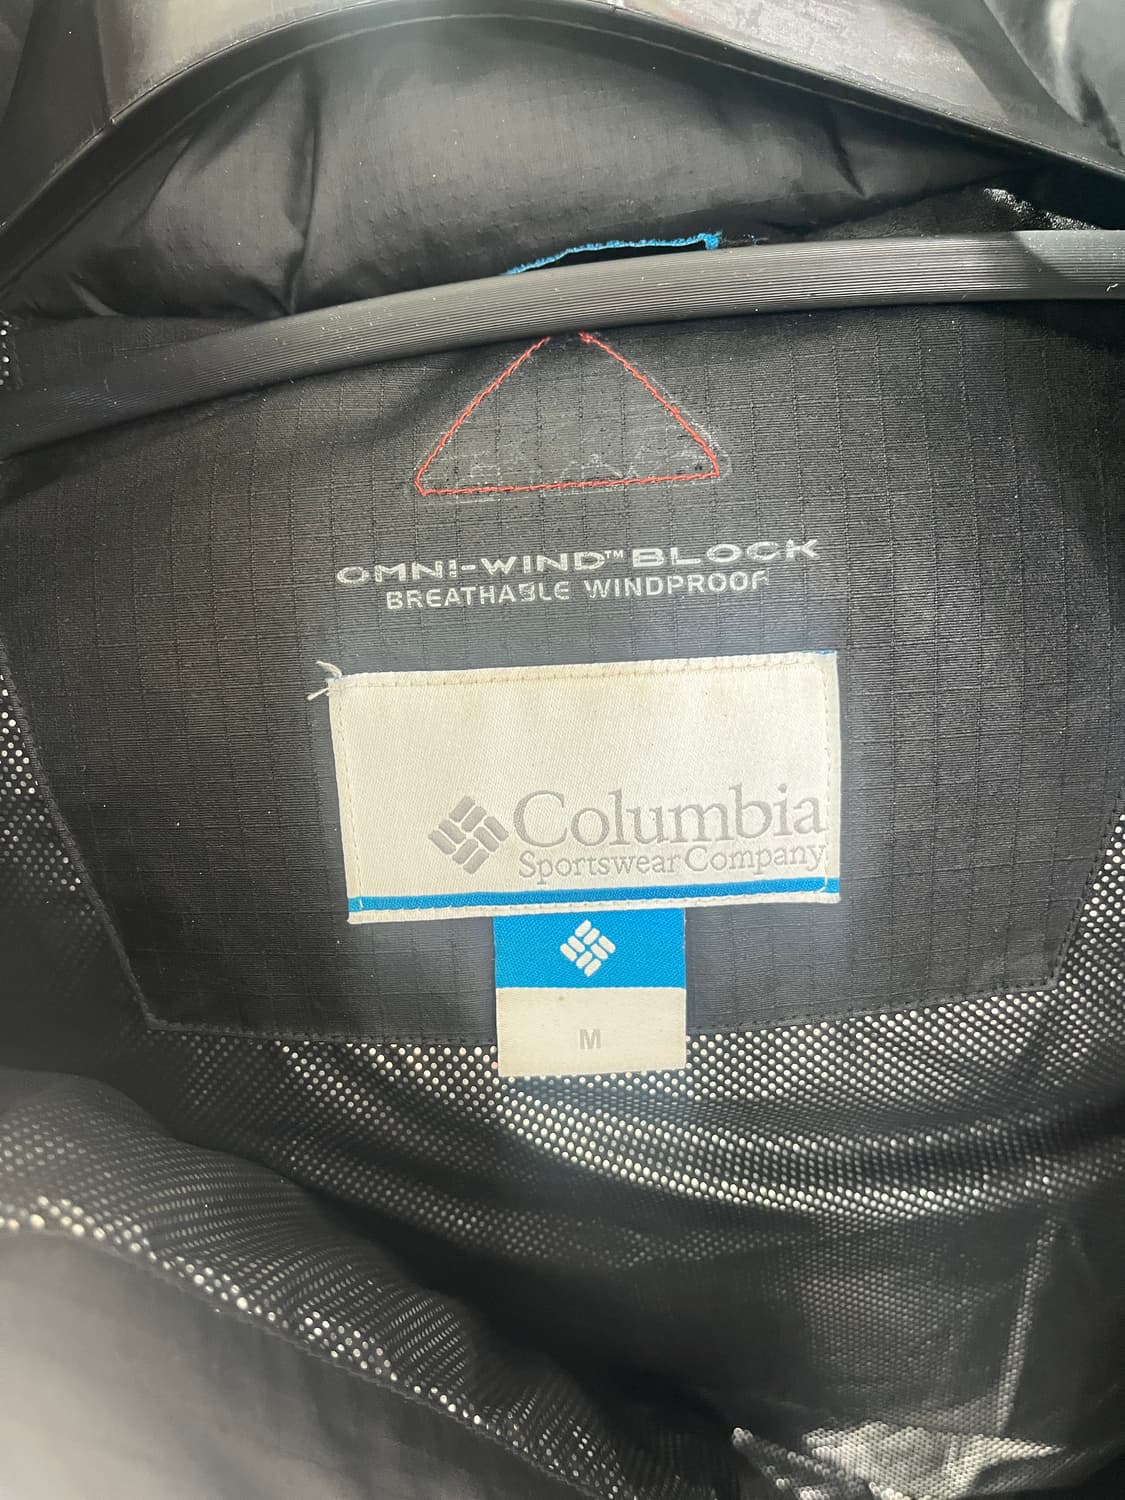 OMNI-WIND™ BLOCK
BREATHABLE WINDPROOF
Columbia
Sportswear Company
M